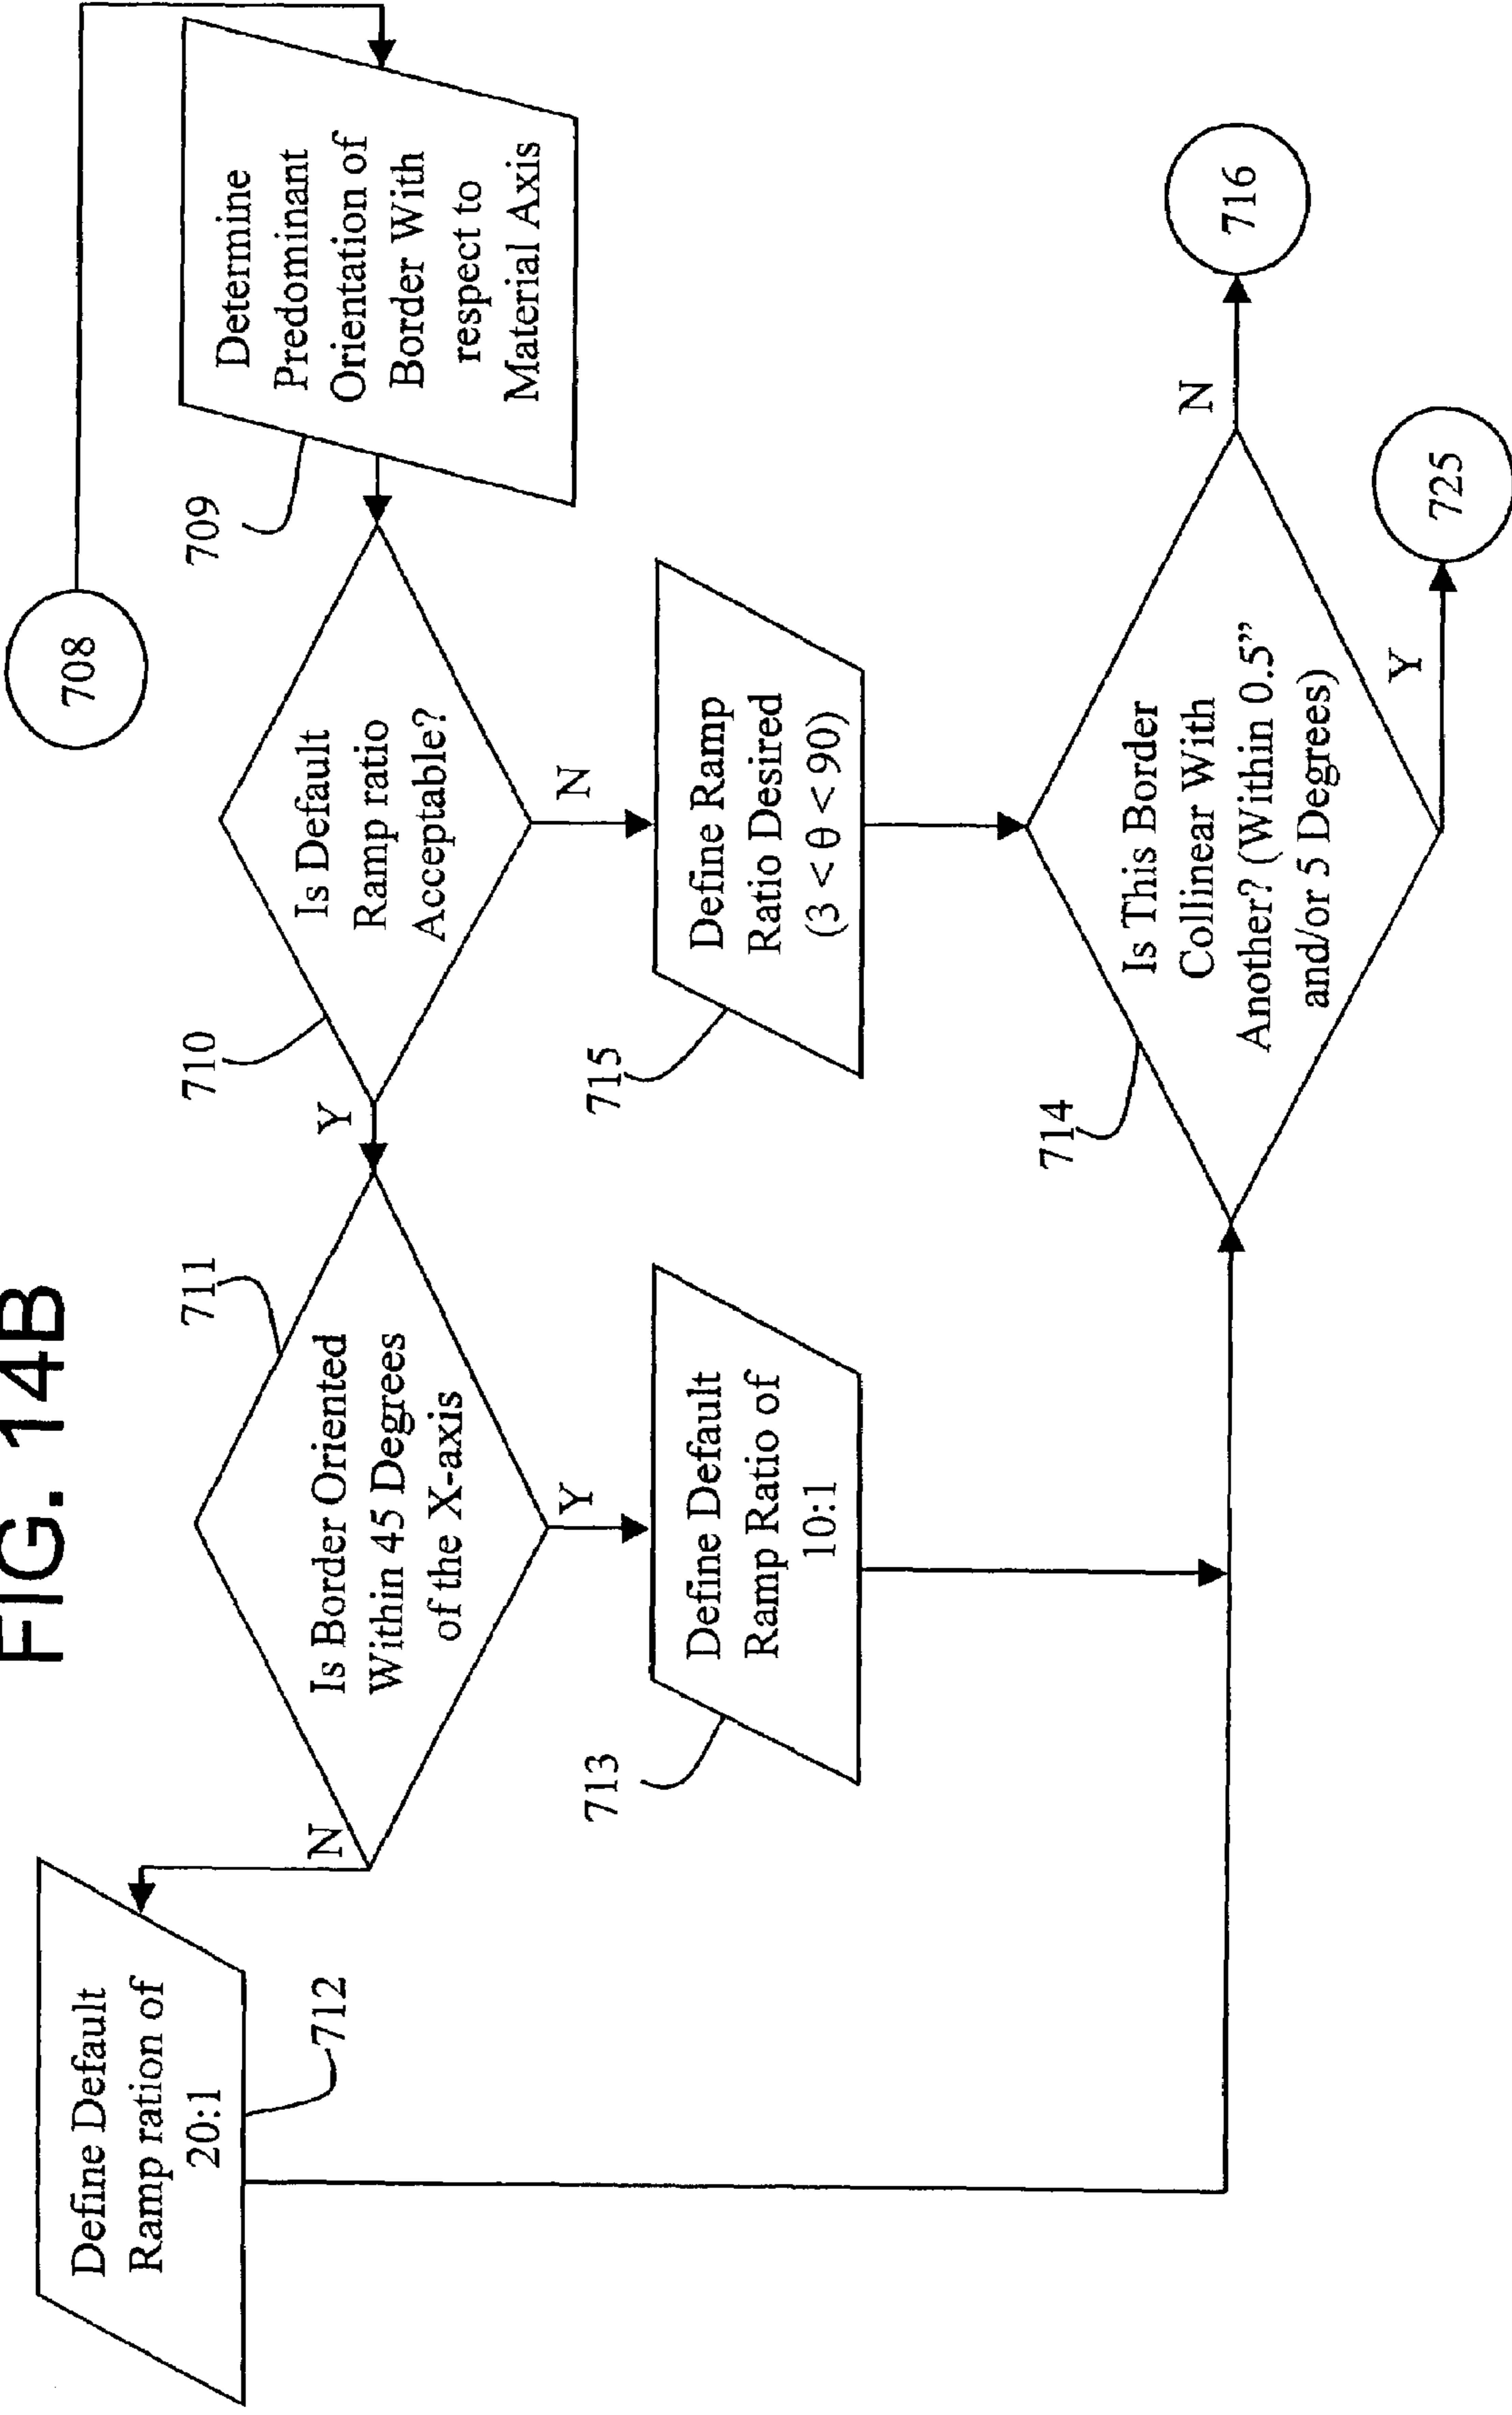 FIG. 14B
708
Determine
Predominant
Orientation of
Border With
respect to
Material Axis
709
Is Default
Ramp ratio
Acceptable?
710
Y
N
Is Border Oriented
Within 45 Degrees
of the X-axis
711
N
Y
Define Default
Ramp ration of
20:1
712
Define Default
Ramp Ratio of
10:1
713
Define Ramp
Ratio Desired
(3 < θ < 90)
715
Is This Border
Collinear With
Another? (Within 0.5”
and/or 5 Degrees)
714
N
716
Y
725